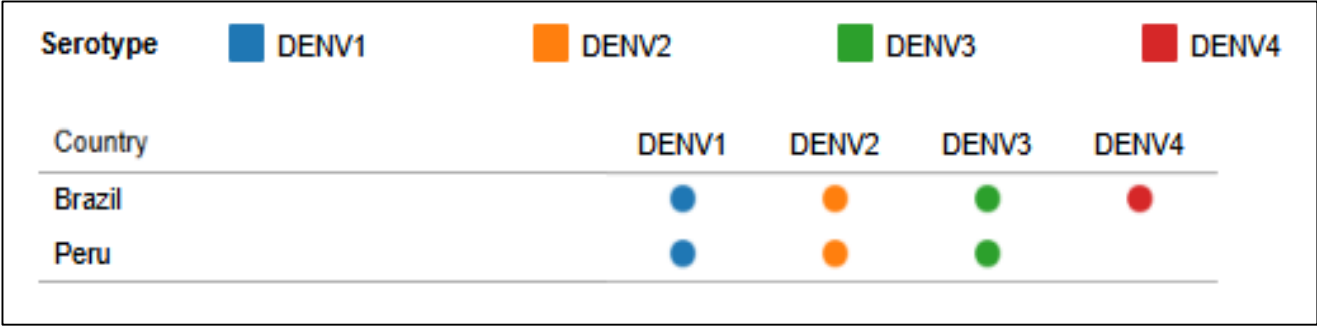 Serotype DENV1 DENV2 DENV3 DENV4
Country DENV1 DENV2 DENV3 DENV4
Brazil
Peru